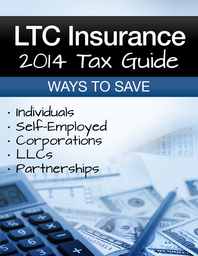 LTC Insurance
2014 Tax Guide
WAYS TO SAVE
• Individuals
• Self-Employed
• Corporations
• LLCs
• Partnerships